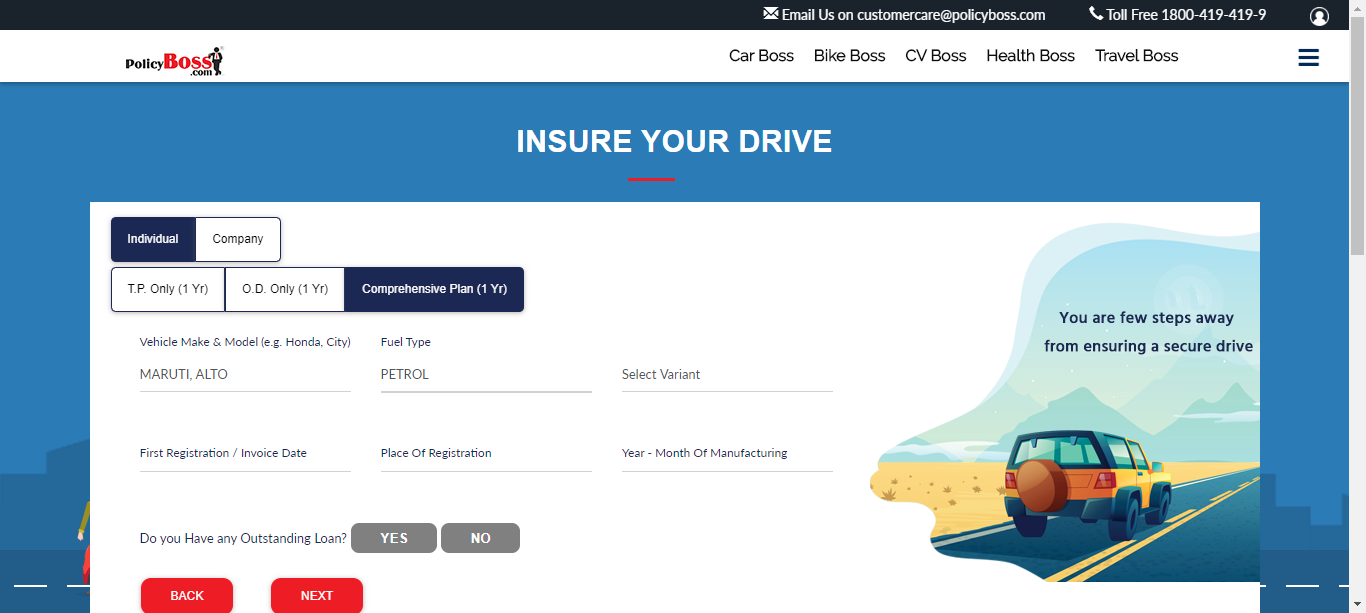 Email Us on customercare@policyboss.com Toll Free 1800-419-419-9
PolicyBoss.com
Car Boss Bike Boss CV Boss Health Boss Travel Boss
INSURE YOUR DRIVE
Individual Company
T.P. Only (1 Yr) O.D. Only (1 Yr) Comprehensive Plan (1 Yr)
You are few steps away
from ensuring a secure drive
Vehicle Make & Model (e.g. Honda, City) Fuel Type
MARUTI, ALTO PETROL Select Variant
First Registration / Invoice Date Place Of Registration Year - Month Of Manufacturing
Do you Have any Outstanding Loan? YES NO
BACK NEXT